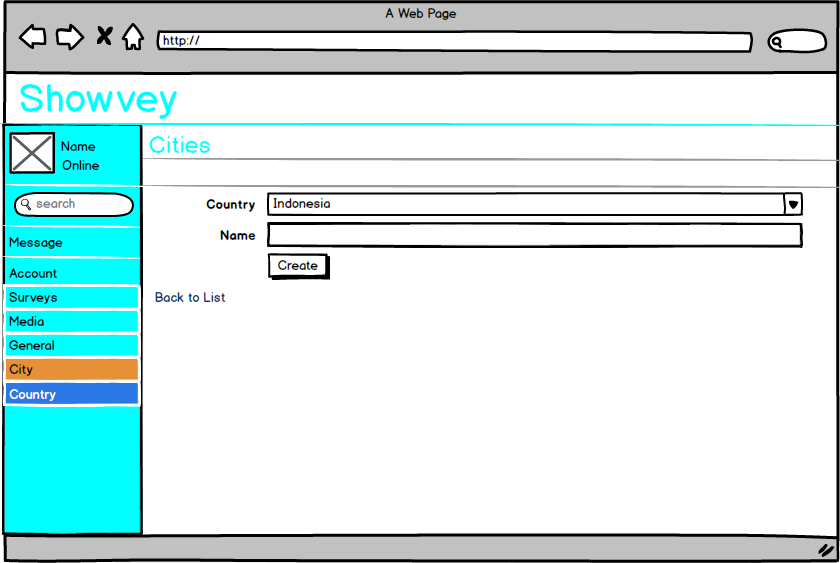 A Web Page
http://
Showvey
Name
Online
Cities
search
Country Indonesia
Name
Create
Back to List
Message
Account
Surveys
Media
General
City
Country